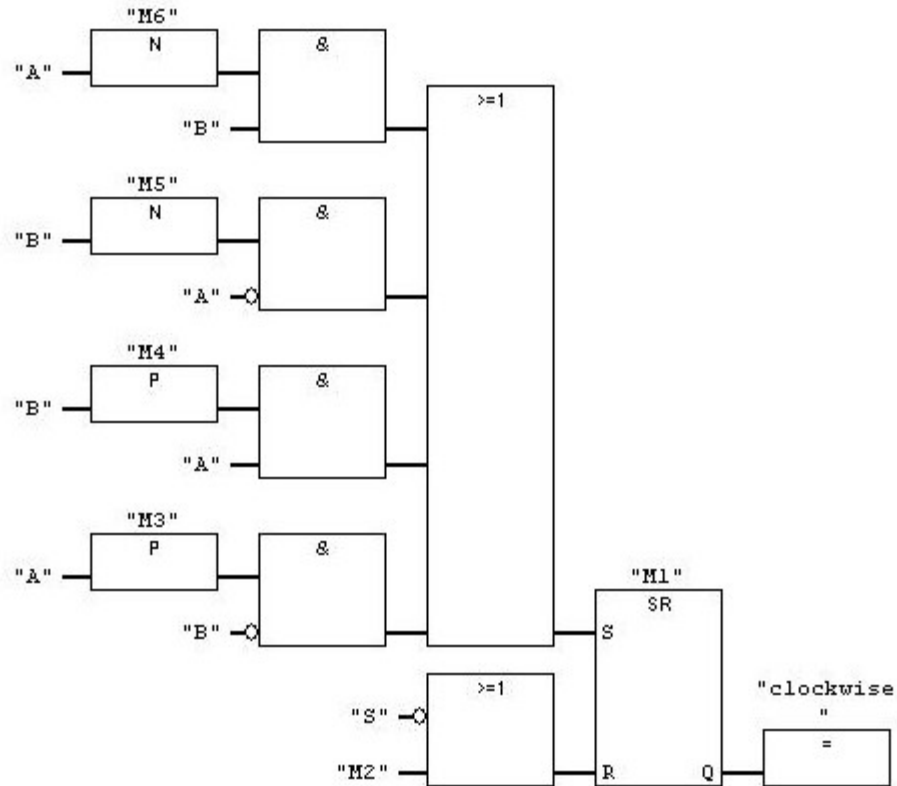 "M6"
N
&
"A"
>=1
"B"
"M5"
N
&
"B"
"A"
"M4"
P
&
"B"
"A"
"M3"
P
&
"A"
"M1"
SR
"B"
S
>=1
"clockwise
"
"S"
=
"M2"
R
Q